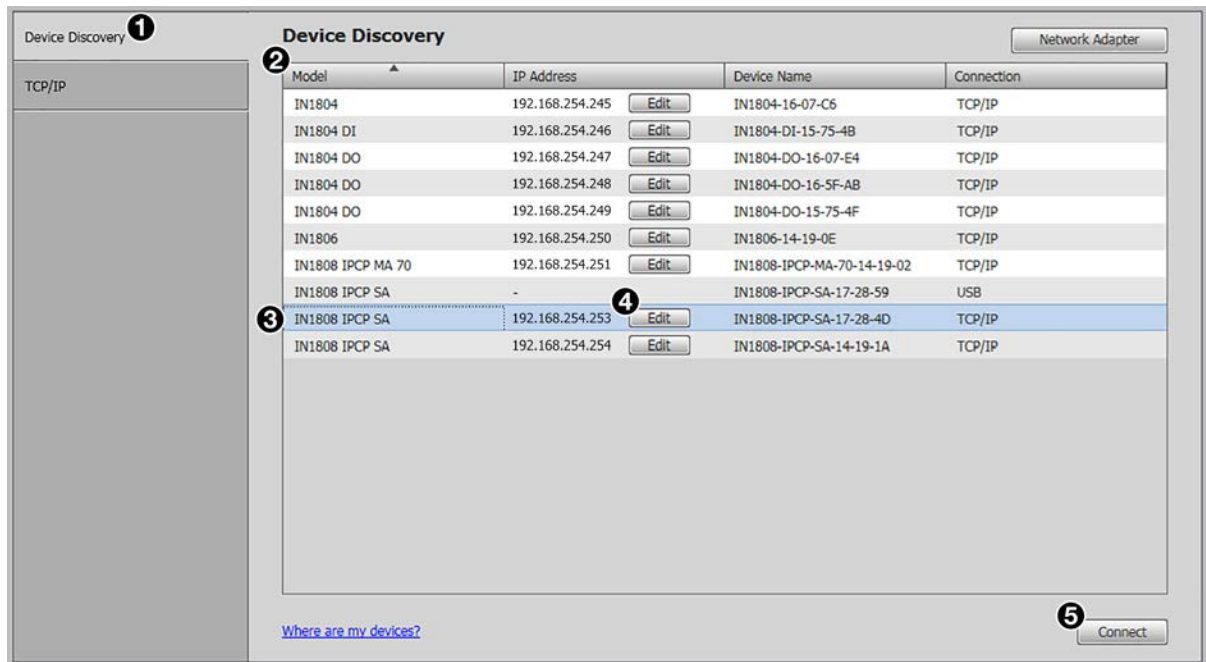 Device Discovery ❶
TCP/IP
Device Discovery
Network Adapter
❷
Model IP Address Device Name Connection
IN1804 192.168.254.245 Edit IN1804-16-07-C6 TCP/IP
IN1804 DI 192.168.254.246 Edit IN1804-DI-15-75-4B TCP/IP
IN1804 DO 192.168.254.247 Edit IN1804-DO-16-07-E4 TCP/IP
IN1804 DO 192.168.254.248 Edit IN1804-DO-16-5F-AB TCP/IP
IN1804 DO 192.168.254.249 Edit IN1804-DO-15-75-4F TCP/IP
IN1806 192.168.254.250 Edit IN1806-14-19-0E TCP/IP
IN1808 IPCP MA 70 192.168.254.251 Edit IN1808-IPCP-MA-70-14-19-02 TCP/IP
IN1808 IPCP SA - IN1808-IPCP-SA-17-28-59 USB
❸ IN1808 IPCP SA 192.168.254.253 ❹ Edit IN1808-IPCP-SA-17-28-4D TCP/IP
IN1808 IPCP SA 192.168.254.254 Edit IN1808-IPCP-SA-14-19-1A TCP/IP
Where are my devices?
❺ Connect